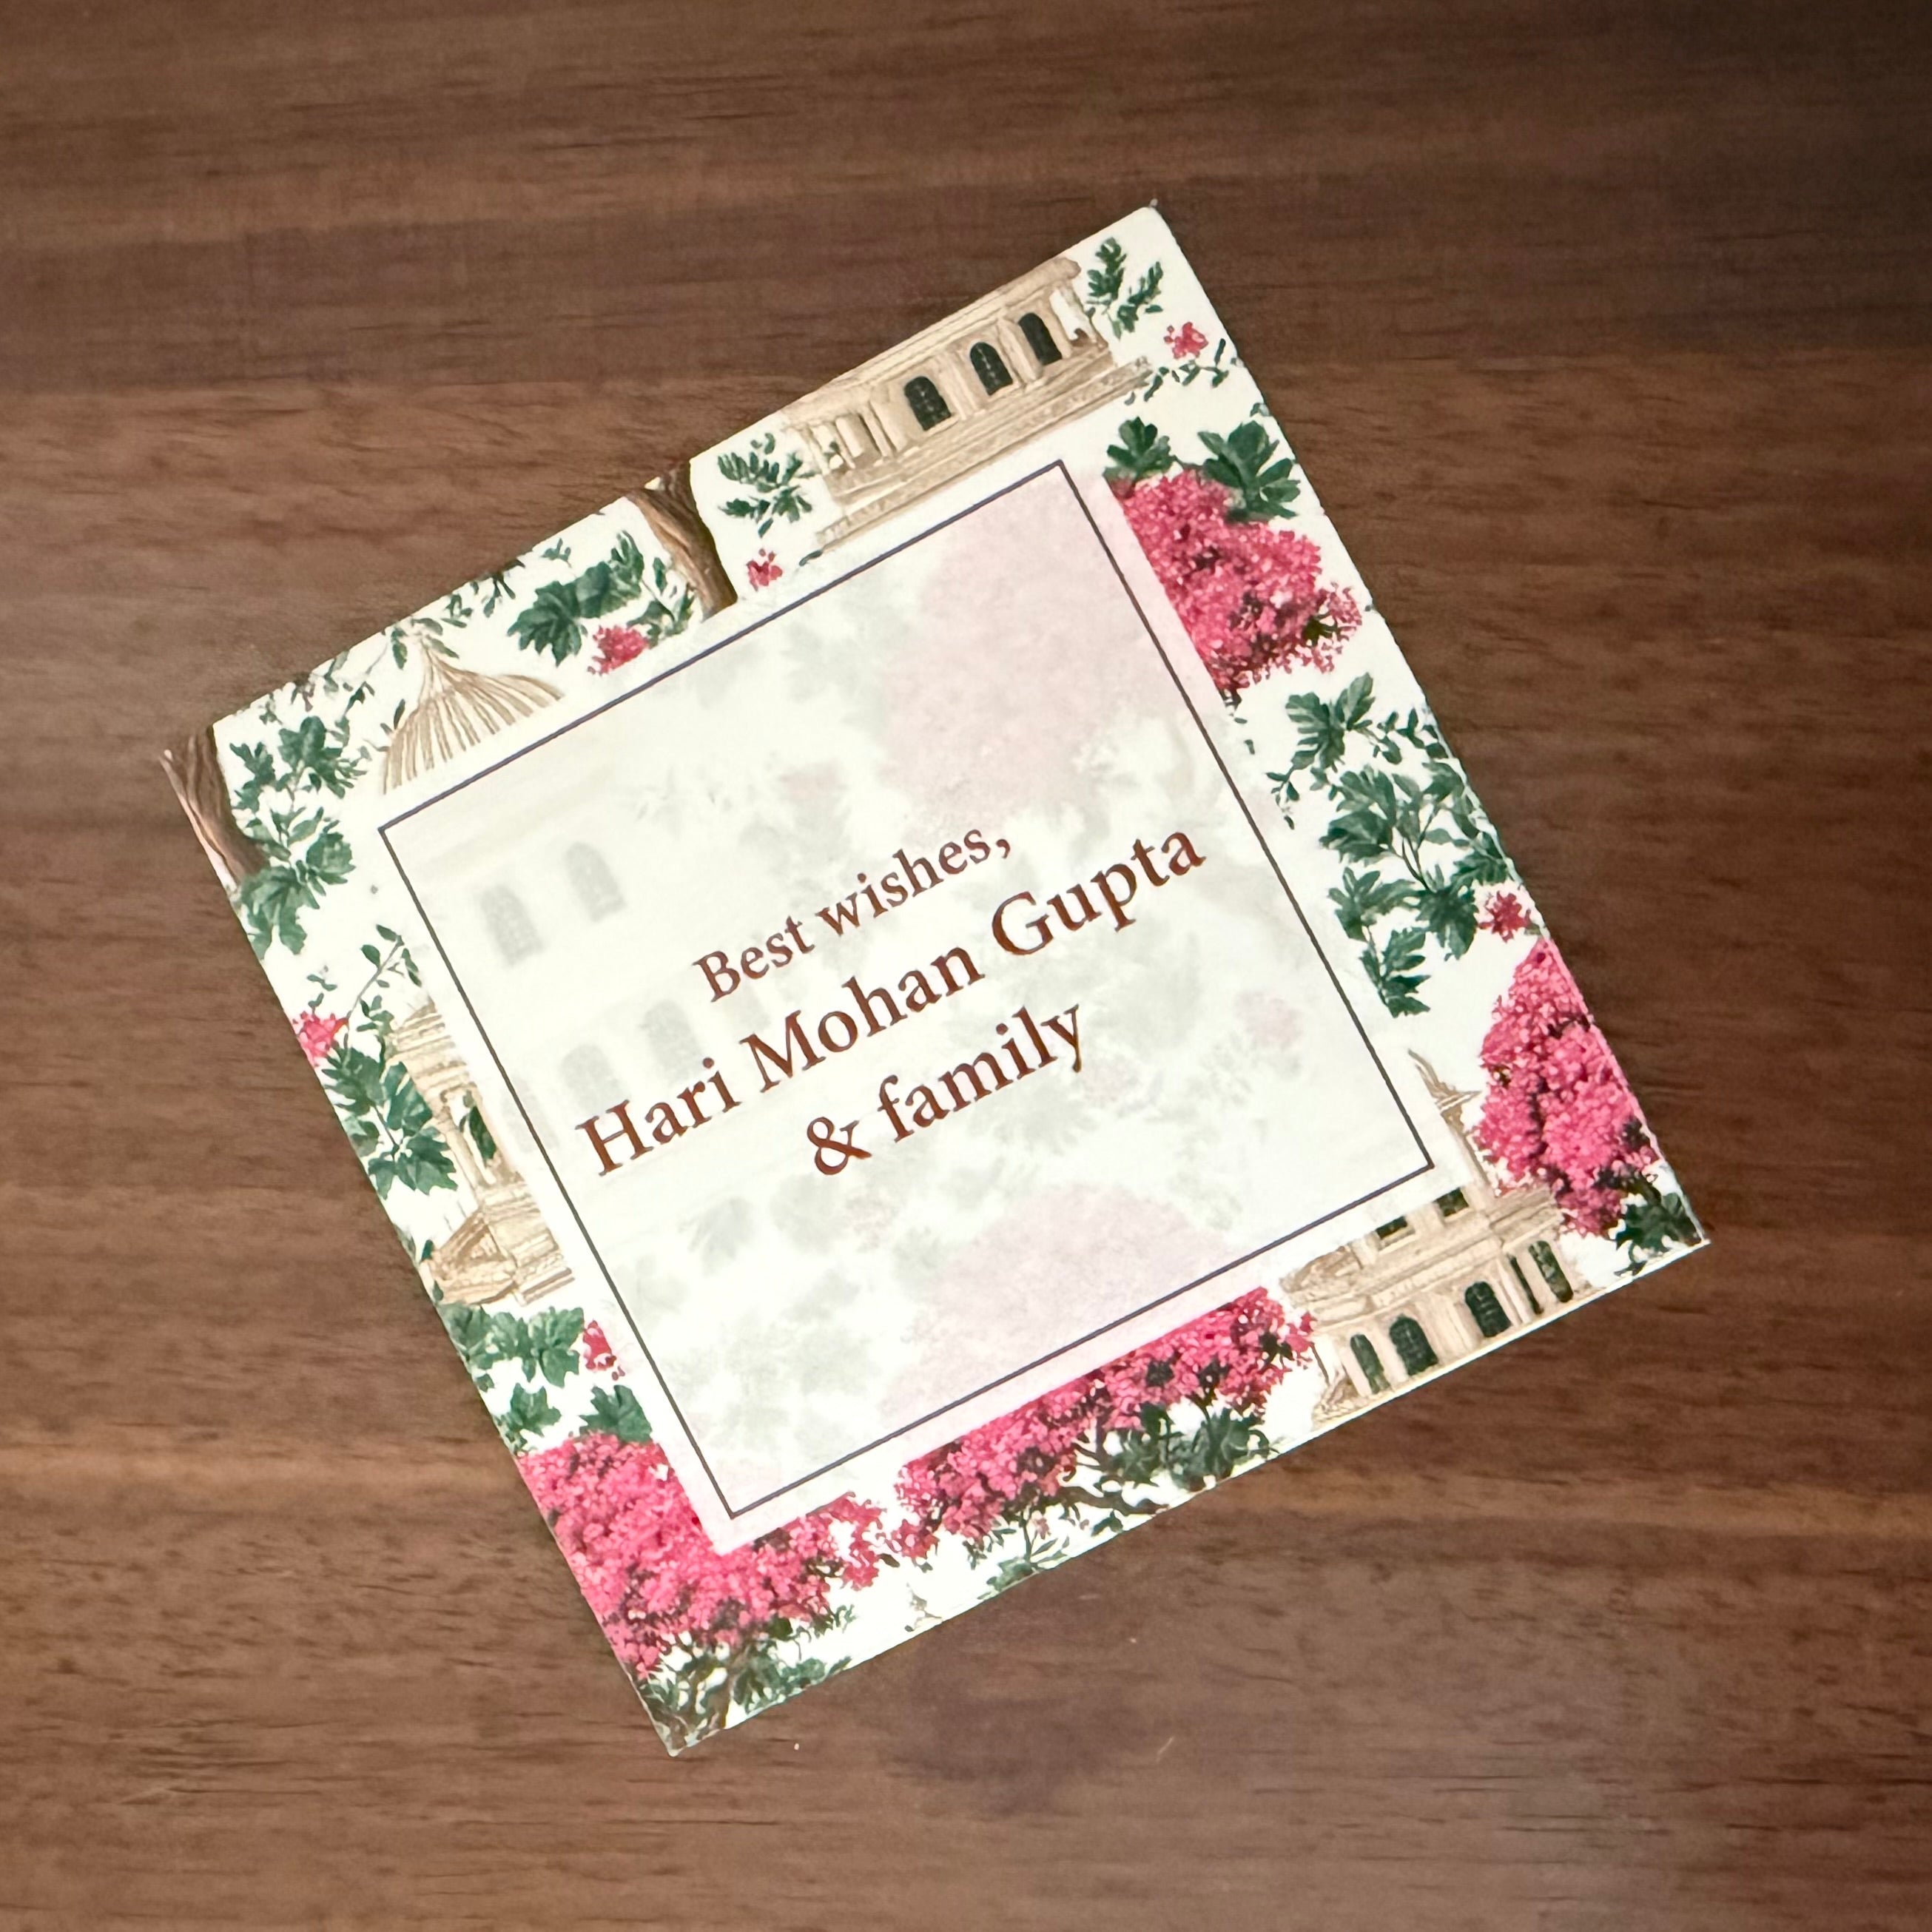 Best wishes,
Hari Mohan Gupta
& family